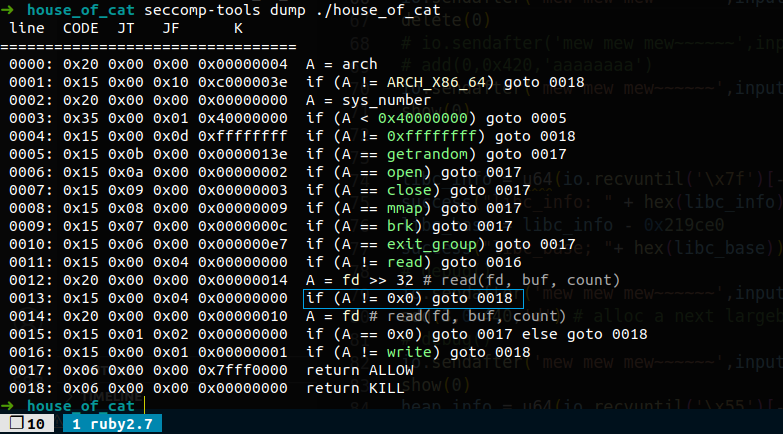 ➜ house_of_cat seccomp-tools dump ./house_of_cat
line CODE JT JF K
=================================
0000: 0x20 0x00 0x00 0x00000004 A = arch
0001: 0x15 0x00 0x10 0xc000003e if (A != ARCH_X86_64) goto 0018
0002: 0x20 0x00 0x00 0x00000000 A = sys_number
0003: 0x35 0x00 0x01 0x40000000 if (A < 0x40000000) goto 0005
0004: 0x15 0x00 0x0d 0xffffffff if (A != 0xffffffff) goto 0018
0005: 0x15 0x0b 0x00 0x0000013e if (A == getrandom) goto 0017
0006: 0x15 0x0a 0x00 0x00000002 if (A == open) goto 0017
0007: 0x15 0x09 0x00 0x00000003 if (A == close) goto 0017
0008: 0x15 0x08 0x00 0x00000009 if (A == mmap) goto 0017
0009: 0x15 0x07 0x00 0x0000000c if (A == brk) goto 0017
0010: 0x15 0x06 0x00 0x000000e7 if (A == exit_group) goto 0017
0011: 0x15 0x00 0x04 0x00000000 if (A != read) goto 0016
0012: 0x20 0x00 0x00 0x00000014 A = fd >> 32 # read(fd, buf, count)
0013: 0x15 0x00 0x04 0x00000000 if (A != 0x0) goto 0018
0014: 0x20 0x00 0x00 0x00000010 A = fd # read(fd, buf, count)
0015: 0x15 0x01 0x02 0x00000000 if (A == 0x0) goto 0017 else goto 0018
0016: 0x15 0x00 0x01 0x00000001 if (A != write) goto 0018
0017: 0x06 0x00 0x00 0x7fff0000 return ALLOW
0018: 0x06 0x00 0x00 0x00000000 return KILL
➜ house_of_cat
10 1 ruby2.7